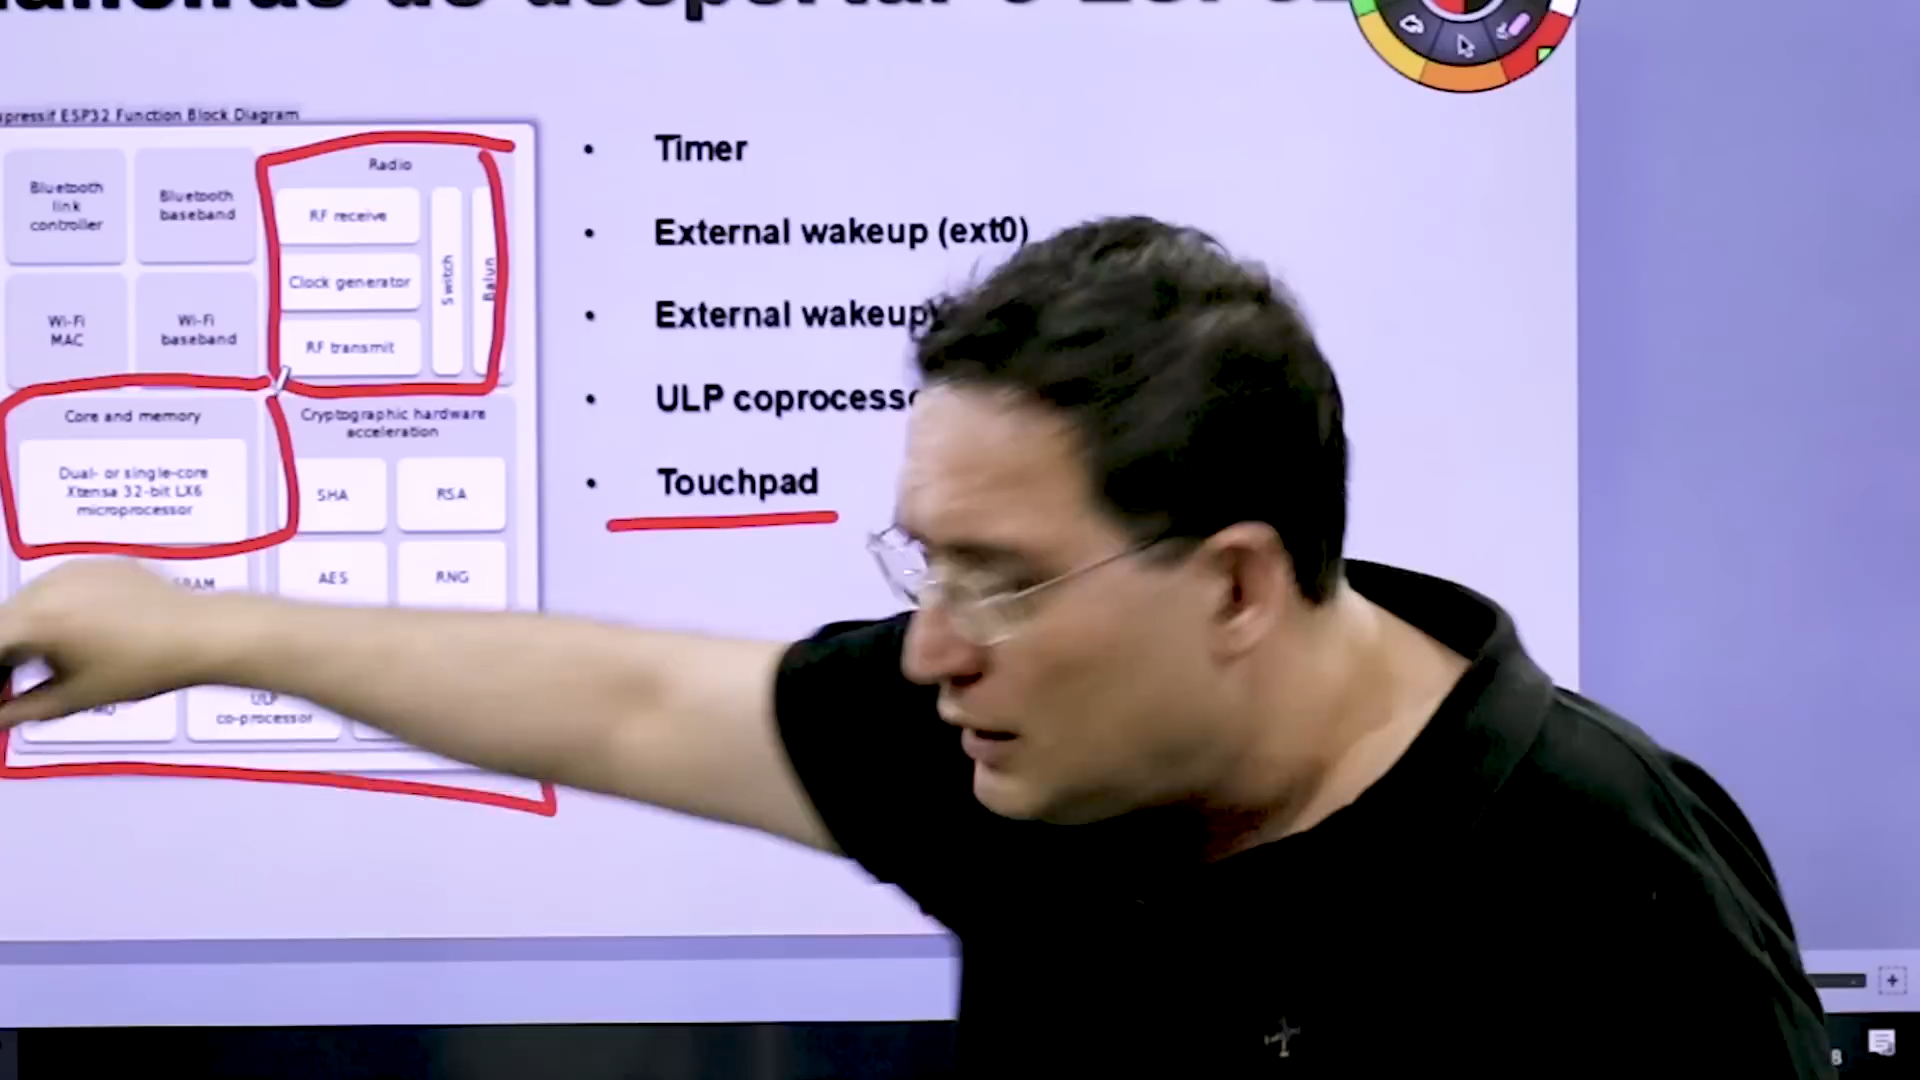 Espressif ESP32 Function Block Diagram
Bluetooth
link
controller
Bluetooth
baseband
Wi-Fi
MAC
Wi-Fi
baseband
Radio
RF receive
Clock generator
RF transmit
Switch
Balun
Core and memory
Dual- or single-core
Xtensa 32-bit LX6
microprocessor
Cryptographic hardware
acceleration
SHA
RSA
AES
RNG
ULP
co-processor
• Timer
• External wakeup (ext0)
• External wakeup
• ULP
• Touchpad